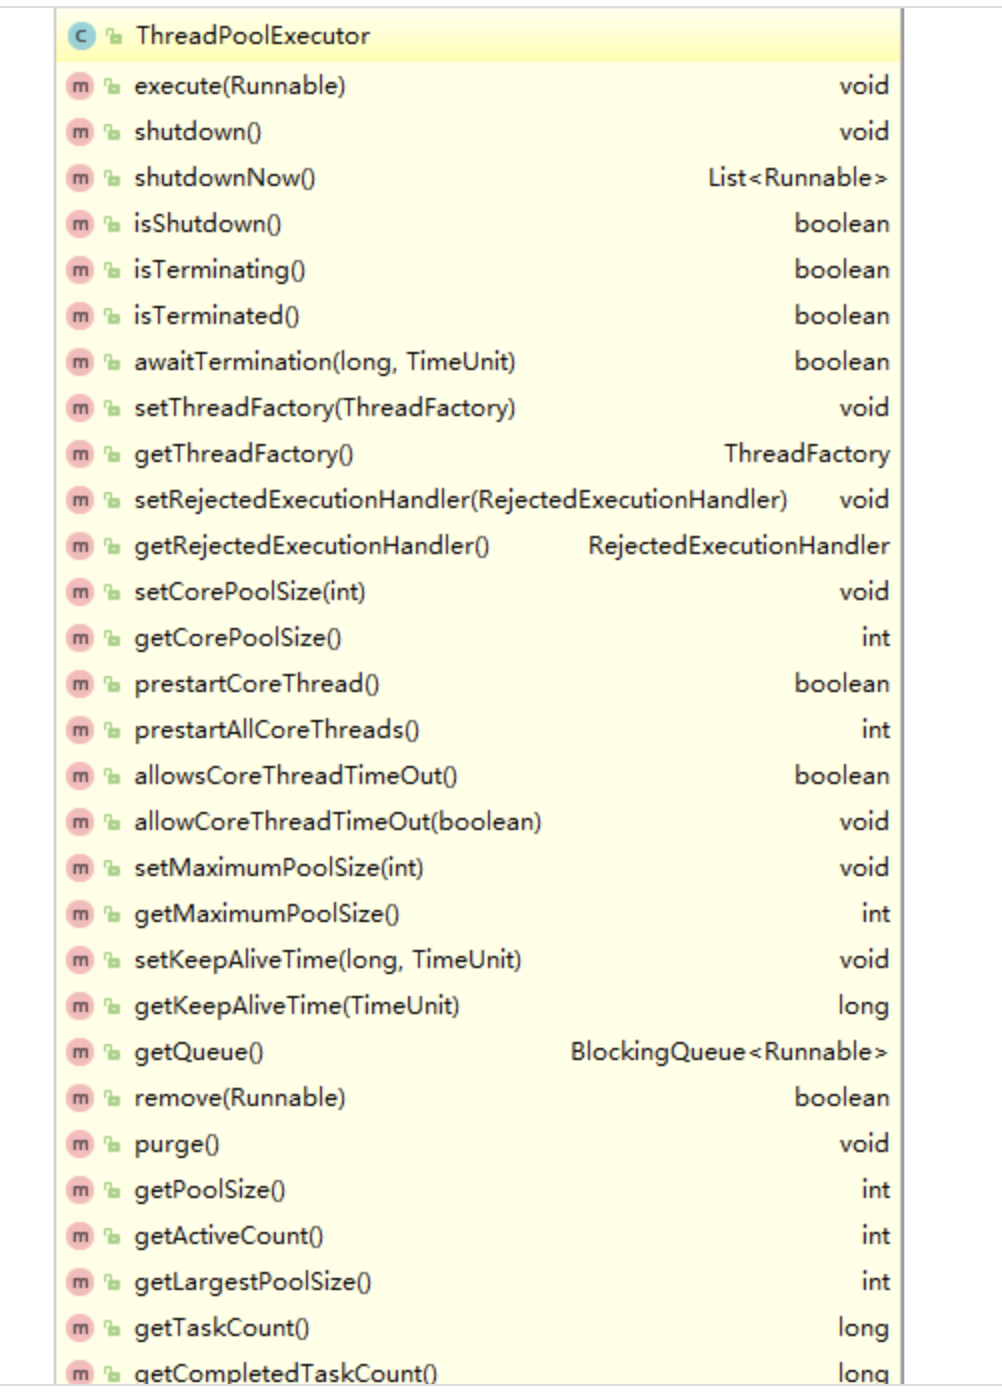 C ThreadPoolExecutor
m execute(Runnable) void
m shutdown() void
m shutdownNow() List<Runnable>
m isShutdown() boolean
m isTerminating() boolean
m isTerminated() boolean
m awaitTermination(long, TimeUnit) boolean
m setThreadFactory(ThreadFactory) void
m getThreadFactory() ThreadFactory
m setRejectedExecutionHandler(RejectedExecutionHandler) void
m getRejectedExecutionHandler() RejectedExecutionHandler
m setCorePoolSize(int) void
m getCorePoolSize() int
m prestartCoreThread() boolean
m prestartAllCoreThreads() int
m allowsCoreThreadTimeOut() boolean
m allowCoreThreadTimeOut(boolean) void
m setMaximumPoolSize(int) void
m getMaximumPoolSize() int
m setKeepAliveTime(long, TimeUnit) void
m getKeepAliveTime(TimeUnit) long
m getQueue() BlockingQueue<Runnable>
m remove(Runnable) boolean
m purge() void
m getPoolSize() int
m getActiveCount() int
m getLargestPoolSize() int
m getTaskCount() long
m getCompletedTaskCount() long